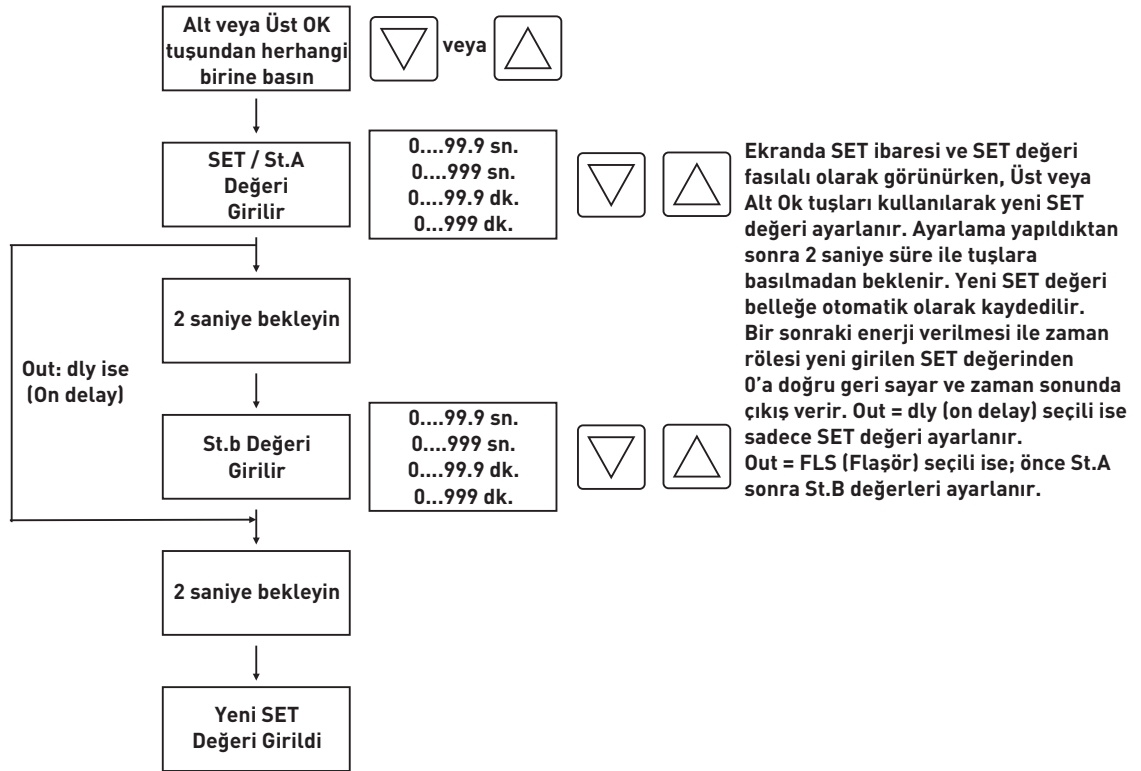 Alt veya Üst OK
tuşundan herhangi
birine basın
veya
SET / St.A
Değeri
Girilir
0....99.9 sn.
0....999 sn.
0....99.9 dk.
0...999 dk.
Ekranda SET ibaresi ve SET değeri
fasılalı olarak görünürken, Üst veya
Alt Ok tuşları kullanılarak yeni SET
değeri ayarlanır. Ayarlama yapıldıktan
sonra 2 saniye süre ile tuşlara
basılmadan beklenir. Yeni SET değeri
belleğe otomatik olarak kaydedilir.
Bir sonraki enerji verilmesi ile zaman
rölesi yeni girilen SET değerinden
0'a doğru geri sayar ve zaman sonunda
çıkış verir. Out = dly (on delay) seçili ise
sadece SET değeri ayarlanır.
Out = FLS (Flaşör) seçili ise; önce St.A
sonra St.B değerleri ayarlanır.
2 saniye bekleyin
Out: dly ise
(On delay)
St.b Değeri
Girilir
0....99.9 sn.
0....999 sn.
0....99.9 dk.
0...999 dk.
2 saniye bekleyin
Yeni SET
Değeri Girildi